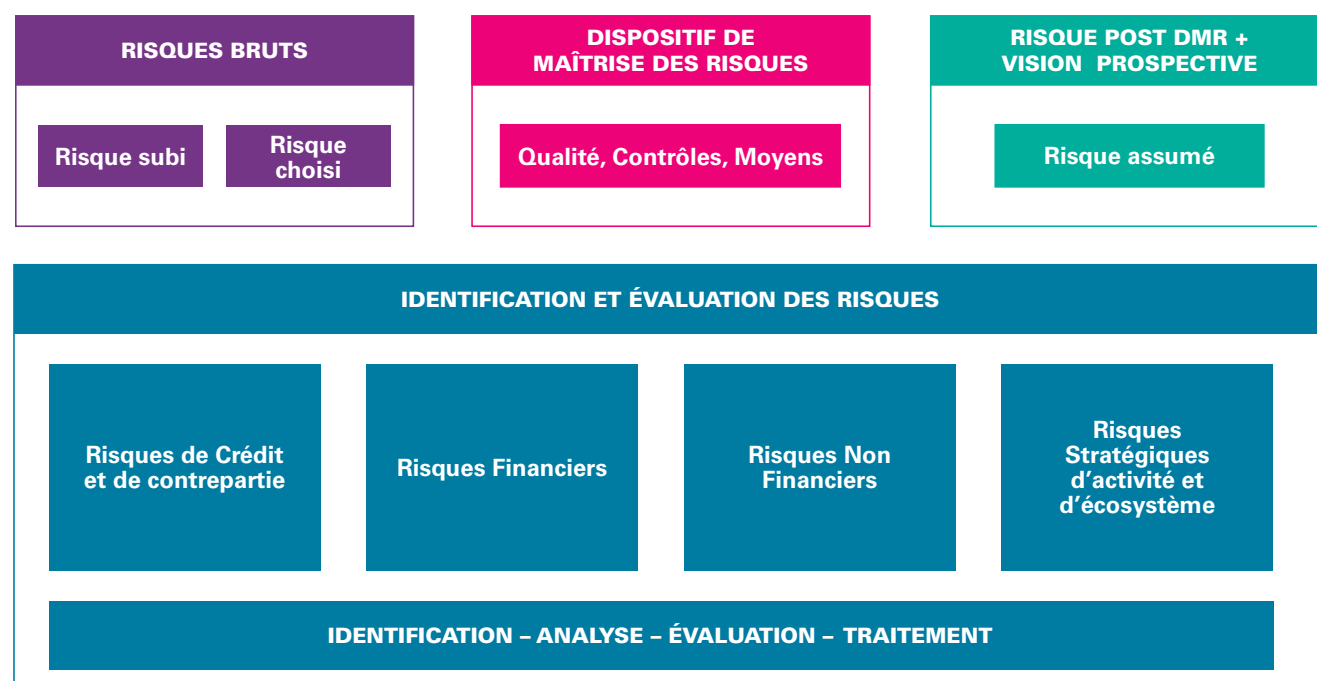 RISQUES BRUTS
Risque subi
Risque
choisi
DISPOSITIF DE
MAÎTRISE DES RISQUES
Qualité, Contrôles, Moyens
RISQUE POST DMR +
VISION PROSPECTIVE
Risque assumé
IDENTIFICATION ET ÉVALUATION DES RISQUES
Risques de Crédit
et de contrepartie
Risques Financiers
Risques Non
Financiers
Risques
Stratégiques
d’activité et
d’écosystème
IDENTIFICATION – ANALYSE – ÉVALUATION – TRAITEMENT